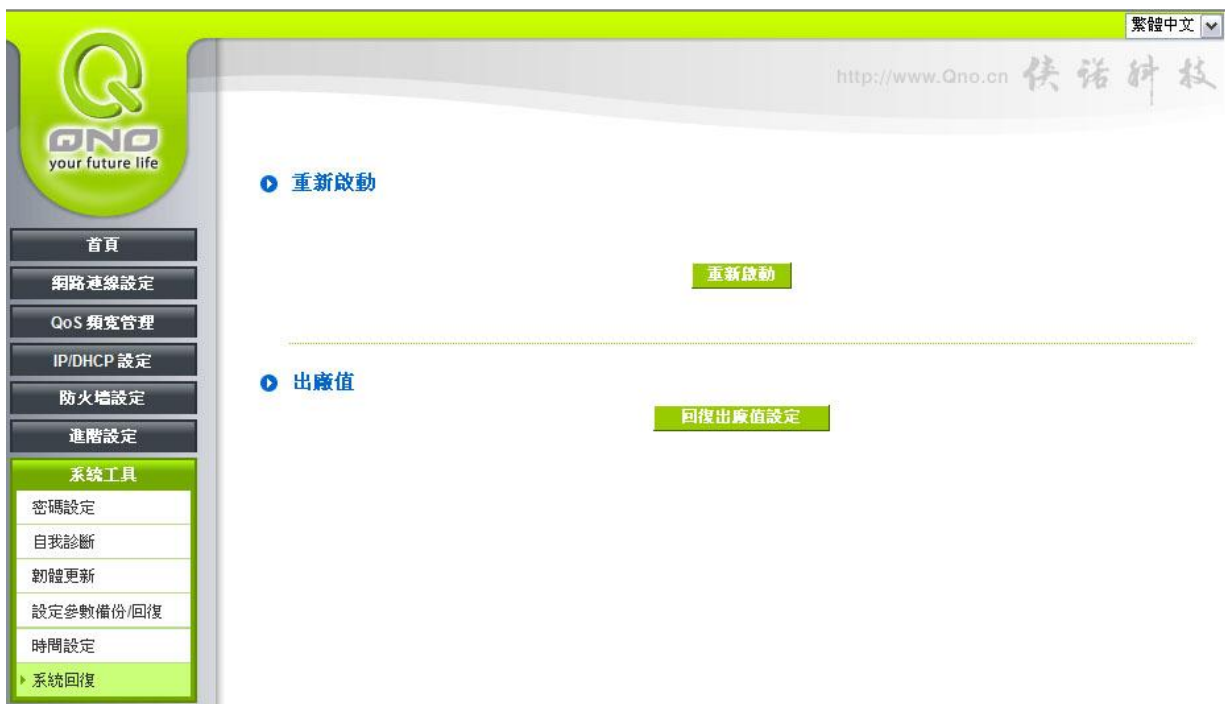 繁體中文
http://www.Qno.cn 俠諾科技
QNO
your future life
重新啟動
首頁
重新啟動
網路連線設定
QoS 頻寬管理
IP/DHCP 設定
出廠值
防火墻設定
回復出廠值設定
進階設定
系統工具
密碼設定
自我診斷
韌體更新
設定參數備份/回復
時間設定
系統回復